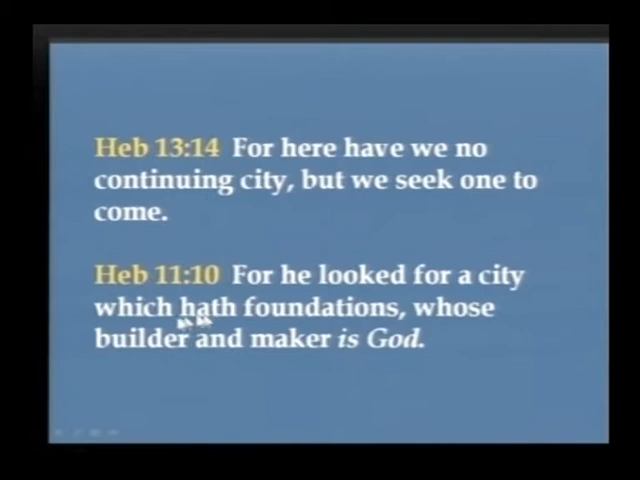 Heb 13:14 For here have we no
continuing city, but we seek one to
come.
Heb 11:10 For he looked for a city
which hath foundations, whose
builder and maker is God.